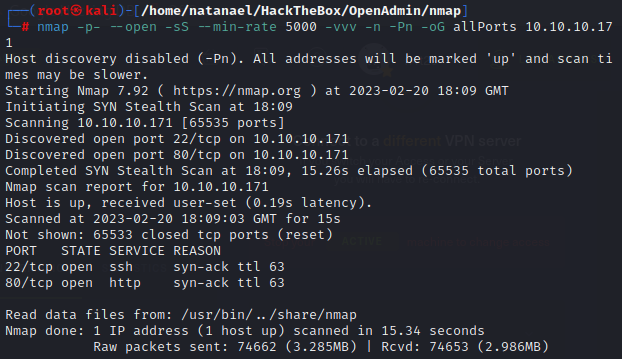 ┌──(root㉿kali)-[/home/natanael/HackTheBox/OpenAdmin/nmap]
└─# nmap -p- --open -sS --min-rate 5000 -vvv -n -Pn -oG allPorts 10.10.10.17
1
Host discovery disabled (-Pn). All addresses will be marked 'up' and scan ti
mes may be slower.
Starting Nmap 7.92 ( https://nmap.org ) at 2023-02-20 18:09 GMT
Initiating SYN Stealth Scan at 18:09
Scanning 10.10.10.171 [65535 ports]
Discovered open port 22/tcp on 10.10.10.171
to a different VPN server
Discovered open port 80/tcp on 10.10.10.171
Completed SYN Stealth Scan at 18:09, 15.26s elapsed (65535 total ports)
Nmap scan report for 10.10.10.171
Host is up, received user-set (0.19s latency).
Scanned at 2023-02-20 18:09:03 GMT for 15s
Not shown: 65533 closed tcp ports (reset)
ACTIVE
PORT   STATE SERVICE REASON
22/tcp open  ssh     syn-ack ttl 63
80/tcp open  http    syn-ack ttl 63
Read data files from: /usr/bin/../share/nmap
Nmap done: 1 IP address (1 host up) scanned in 15.34 seconds
Raw packets sent: 74662 (3.285MB) | Rcvd: 74653 (2.986MB)